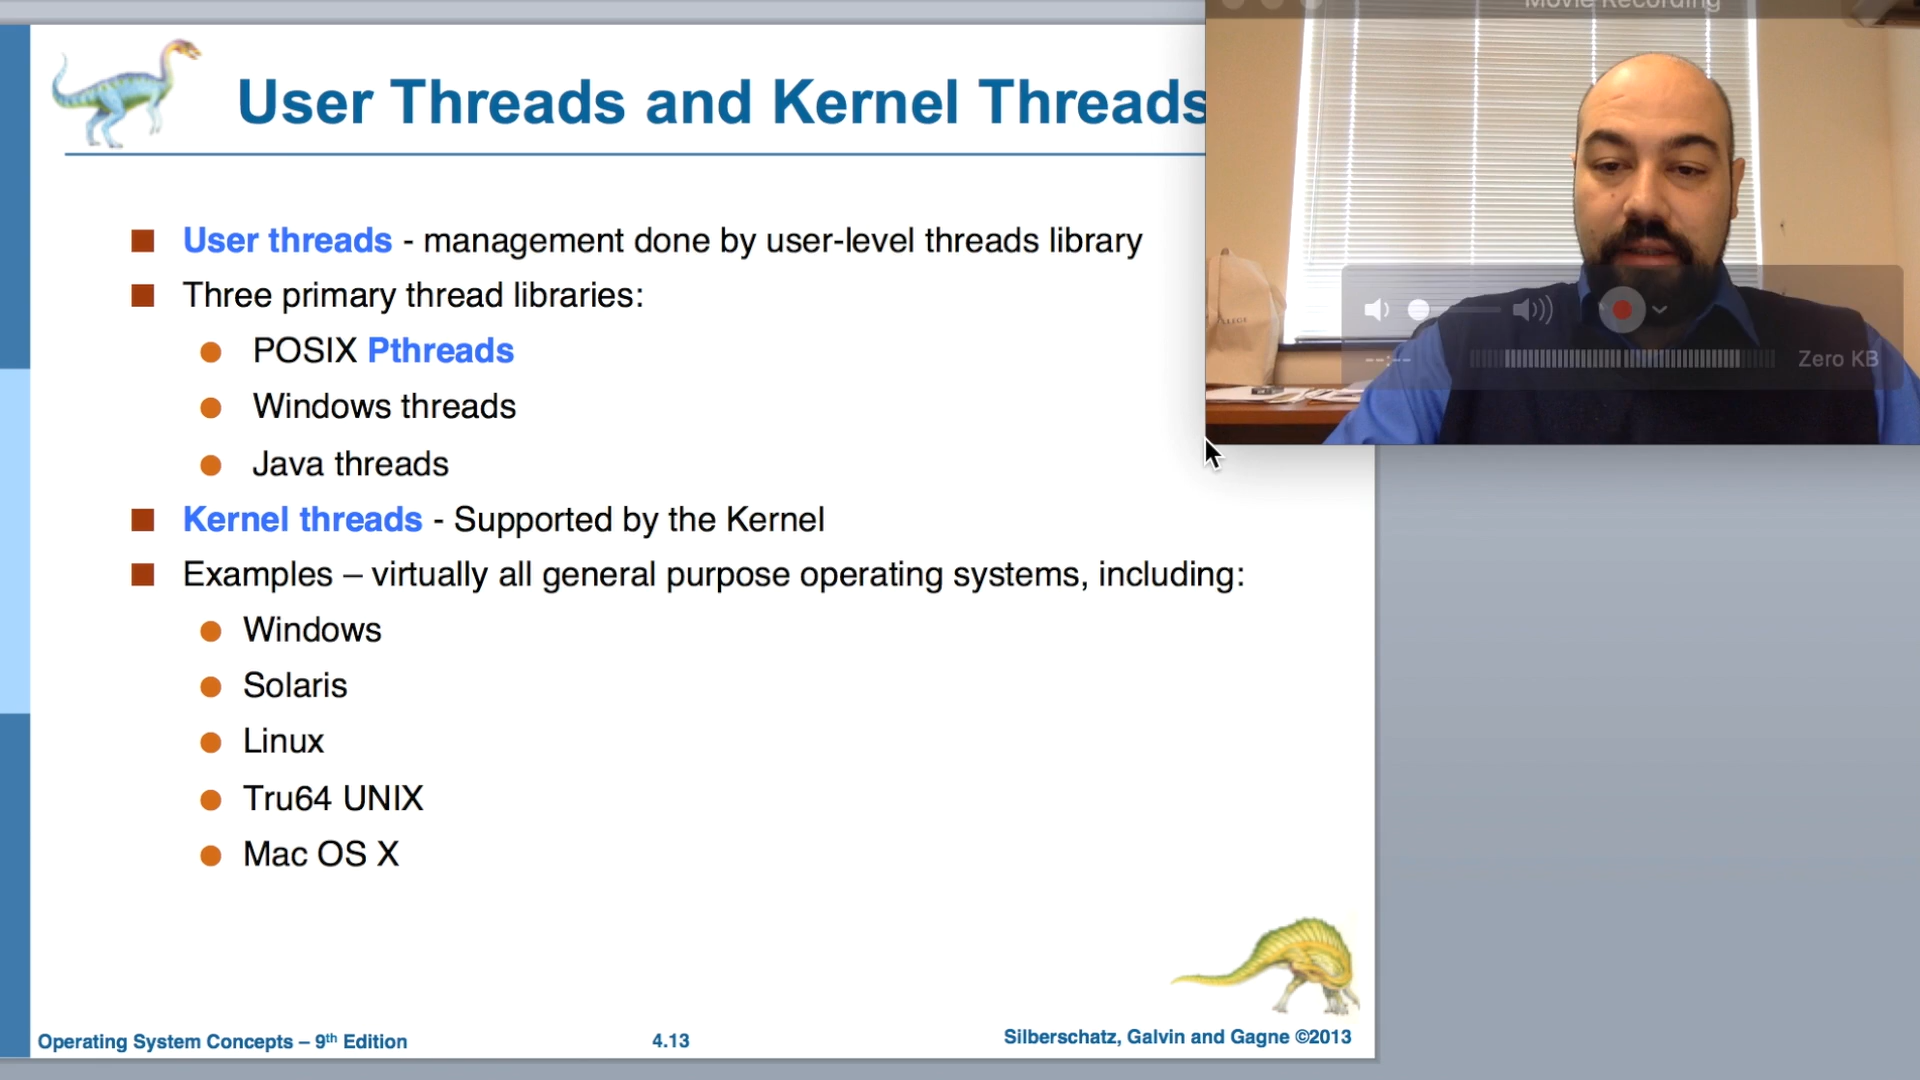 Movie Recording
User Threads and Kernel Threads
User threads - management done by user-level threads library
Three primary thread libraries:
POSIX Pthreads
Windows threads
Java threads
Kernel threads - Supported by the Kernel
Examples – virtually all general purpose operating systems, including:
Windows
Solaris
Linux
Tru64 UNIX
Mac OS X
--:--
Zero KB
Operating System Concepts – 9th Edition
4.13
Silberschatz, Galvin and Gagne ©2013